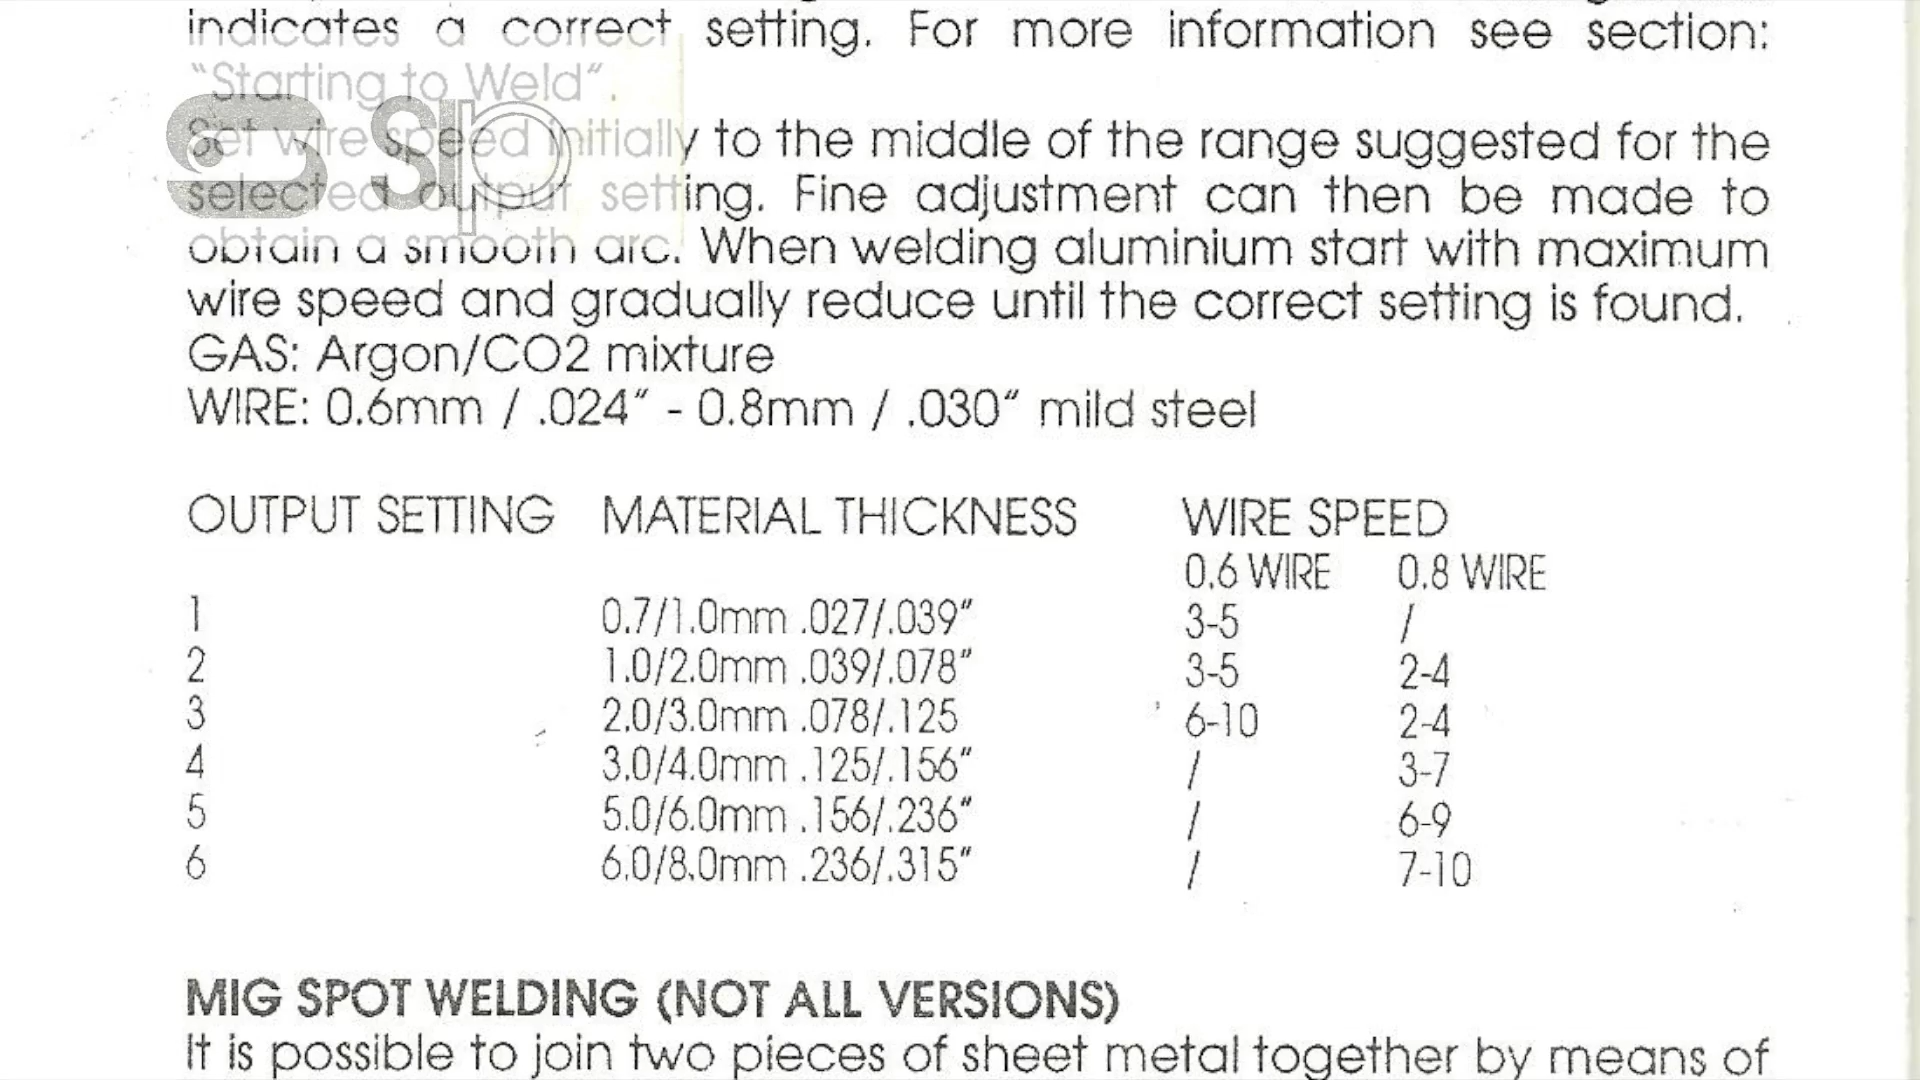 indicates a correct setting. For more information see section:
"Starting to Weld".
Sip
Set wire speed initially to the middle of the range suggested for the
selected output setting. Fine adjustment can then be made to
obtain a smooth arc. When welding aluminium start with maximum
wire speed and gradually reduce until the correct setting is found.
GAS: Argon/CO2 mixture
WIRE: 0.6mm / .024" - 0.8mm / .030" mild steel
OUTPUT SETTING MATERIAL THICKNESS WIRE SPEED
0.6 WIRE 0.8 WIRE
1 0.7/1.0mm .027/.039" 3-5 /
2 1.0/2.0mm .039/.078" 3-5 2-4
3 2.0/3.0mm .078/.125 6-10 2-4
4 3.0/4.0mm .125/.156" / 3-7
5 5.0/6.0mm .156/.236" / 6-9
6 6.0/8.0mm .236/.315" / 7-10
MIG SPOT WELDING (NOT ALL VERSIONS)
It is possible to join two pieces of sheet metal together by means of